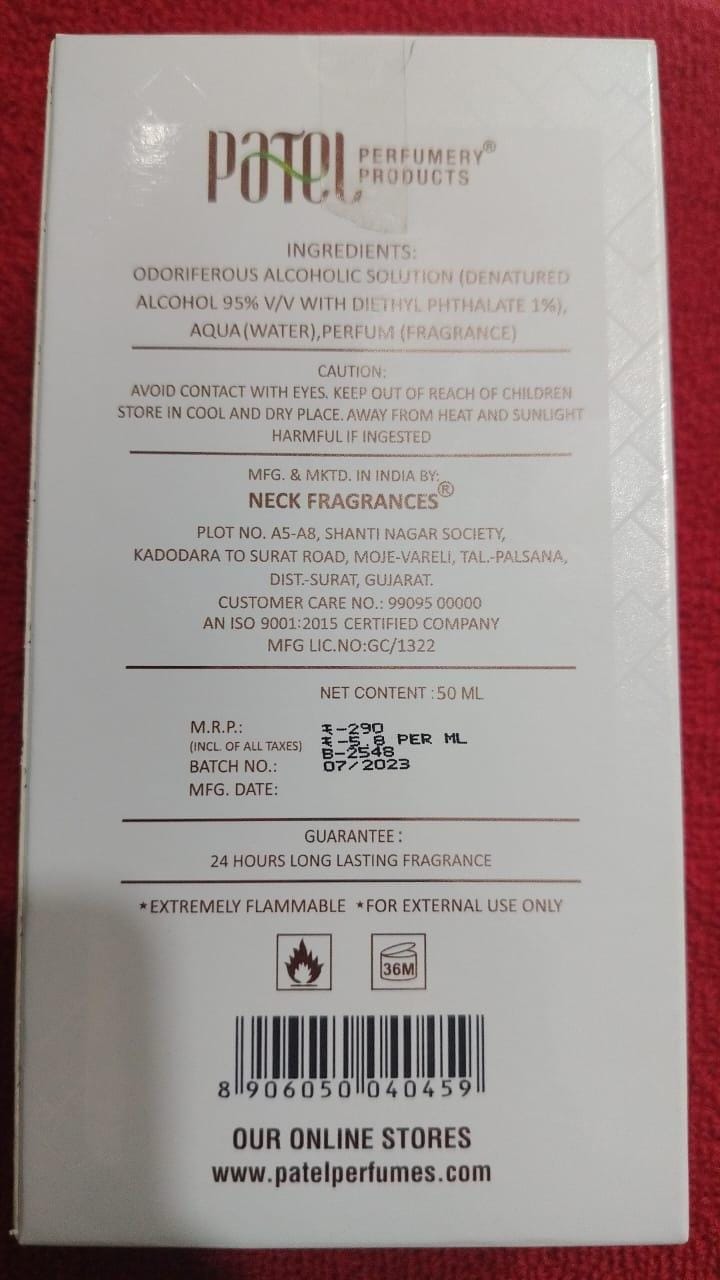 PaTeL PERFUMERY®
PRODUCTS
INGREDIENTS:
ODORIFEROUS ALCOHOLIC SOLUTION (DENATURED
ALCOHOL 95% V/V WITH DIETHYL PHTHALATE 1%),
AQUA(WATER),PERFUM (FRAGRANCE)
CAUTION:
AVOID CONTACT WITH EYES. KEEP OUT OF REACH OF CHILDREN
STORE IN COOL AND DRY PLACE. AWAY FROM HEAT AND SUNLIGHT
HARMFUL IF INGESTED
MFG. & MKTD. IN INDIA BY:
NECK FRAGRANCES®
PLOT NO. A5-A8, SHANTI NAGAR SOCIETY,
KADODARA TO SURAT ROAD, MOJE-VARELI, TAL.-PALSANA,
DIST.-SURAT, GUJARAT.
CUSTOMER CARE NO.: 99095 00000
AN ISO 9001:2015 CERTIFIED COMPANY
MFG LIC.NO:GC/1322
NET CONTENT :50 ML
M.R.P.: ₹-290
(INCL. OF ALL TAXES) ₹-5.8 PER ML
BATCH NO.: B-2548
MFG. DATE: 07/2023
GUARANTEE:
24 HOURS LONG LASTING FRAGRANCE
*EXTREMELY FLAMMABLE *FOR EXTERNAL USE ONLY
36M
8 906050 040459
OUR ONLINE STORES
www.patelperfumes.com